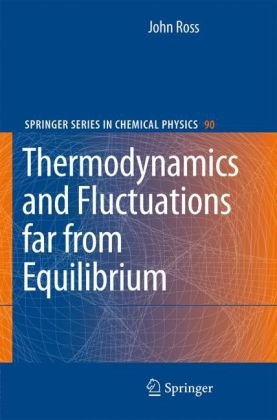 John Ross
SPRINGER SERIES IN CHEMICAL PHYSICS 90
Thermodynamics
and Fluctuations
far from
Equilibrium
Springer